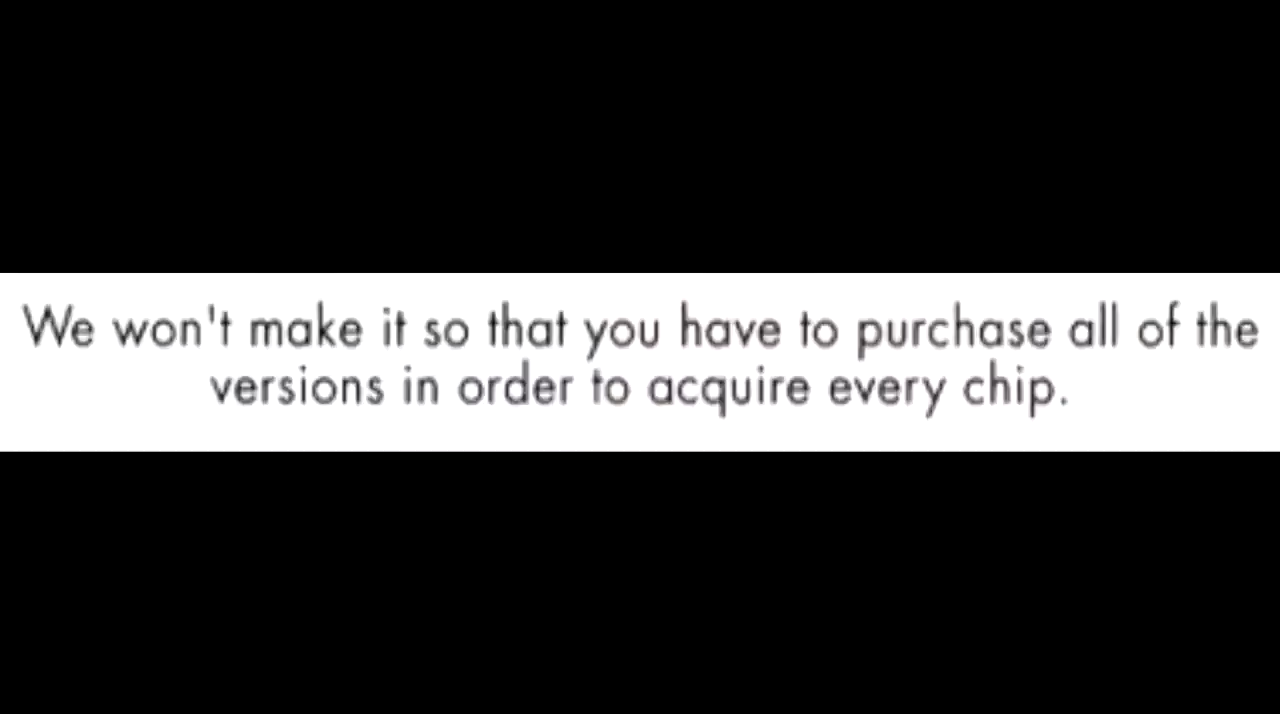 We won't make it so that you have to purchase all of the
versions in order to acquire every chip.